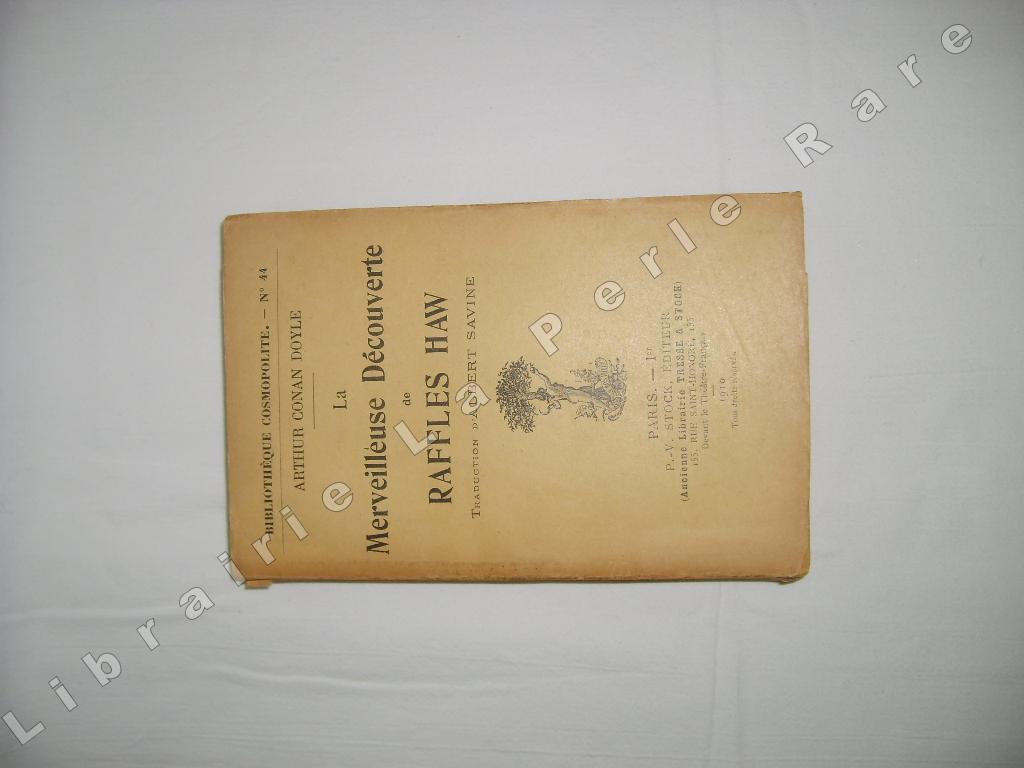 BIBLIOTHÈQUE COSMOPOLITE. — N° 44
ARTHUR CONAN DOYLE
La
Merveilleuse Découverte
de
RAFFLES HAW
TRADUCTION D'ALBERT SAVINE
PARIS. — Ier
P.-V. STOCK, ÉDITEUR
(Ancienne Librairie TRESSE & STOCK)
155, RUE SAINT-HONORÉ, 155
Devant le Théâtre-Français
1910
Tous droits réservés.
Librairie La Perle Rare